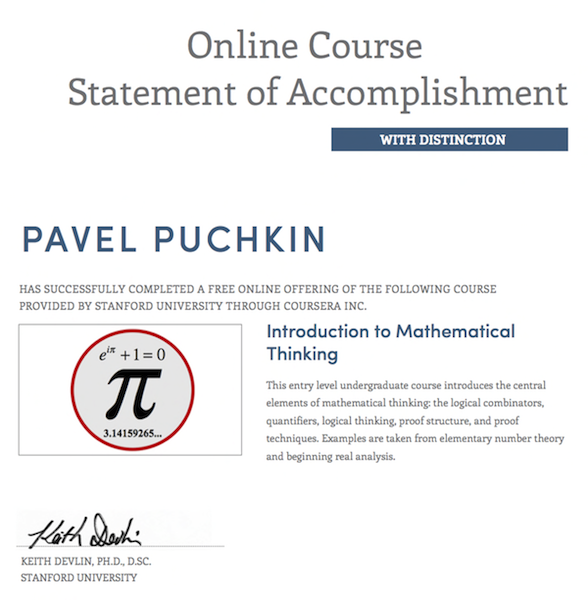 Online Course
Statement of Accomplishment
WITH DISTINCTION
PAVEL PUCHKIN
HAS SUCCESSFULLY COMPLETED A FREE ONLINE OFFERING OF THE FOLLOWING COURSE
PROVIDED BY STANFORD UNIVERSITY THROUGH COURSERA INC.
e^{iπ} + 1 = 0
π
3.14159265...
Introduction to Mathematical
Thinking
This entry level undergraduate course introduces the central
elements of mathematical thinking: the logical combinators,
quantifiers, logical thinking, proof structure, and proof
techniques. Examples are taken from elementary number theory
and beginning real analysis.
Keith Devlin
KEITH DEVLIN, PH.D., D.SC.
STANFORD UNIVERSITY